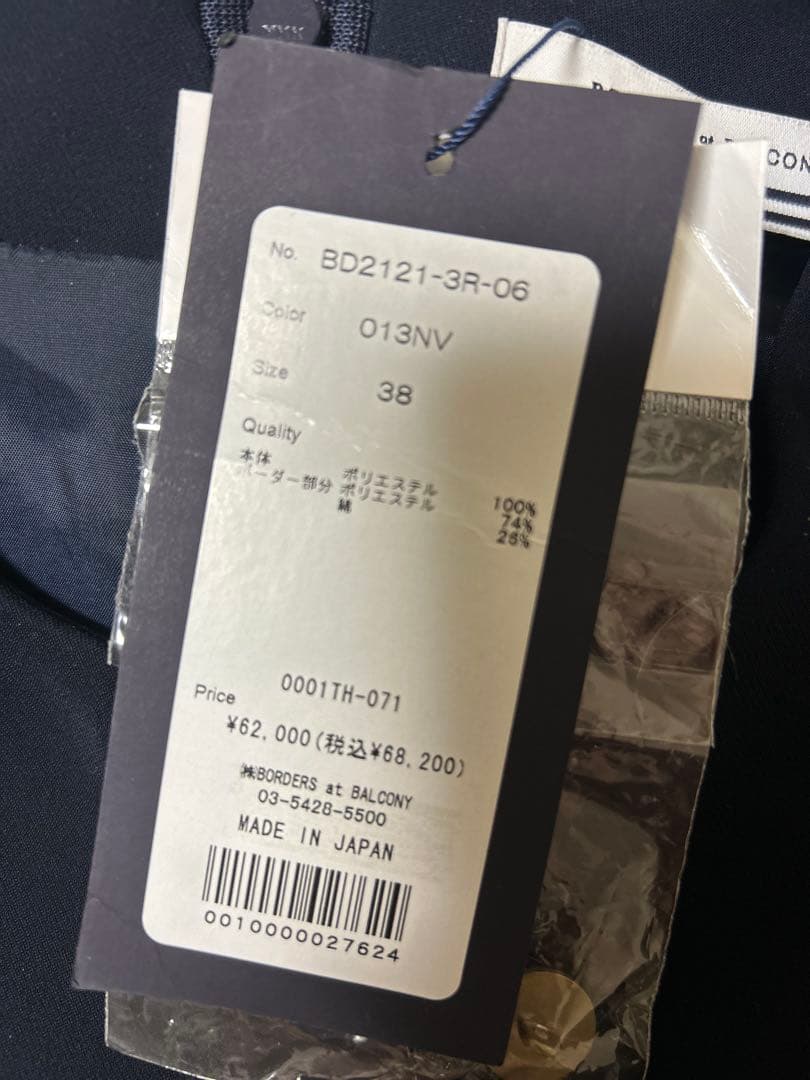 at BALCON
No. BD2121-3R-06
Color 013NV
Size 38
Quality
本体 ポリエステル 100%
ボーダー部分 ポリエステル 74%
綿 26%
0001TH-071
Price
¥62,000(税込¥68,200)
㈱BORDERS at BALCONY
03-5428-5500
MADE IN JAPAN
0010000027624